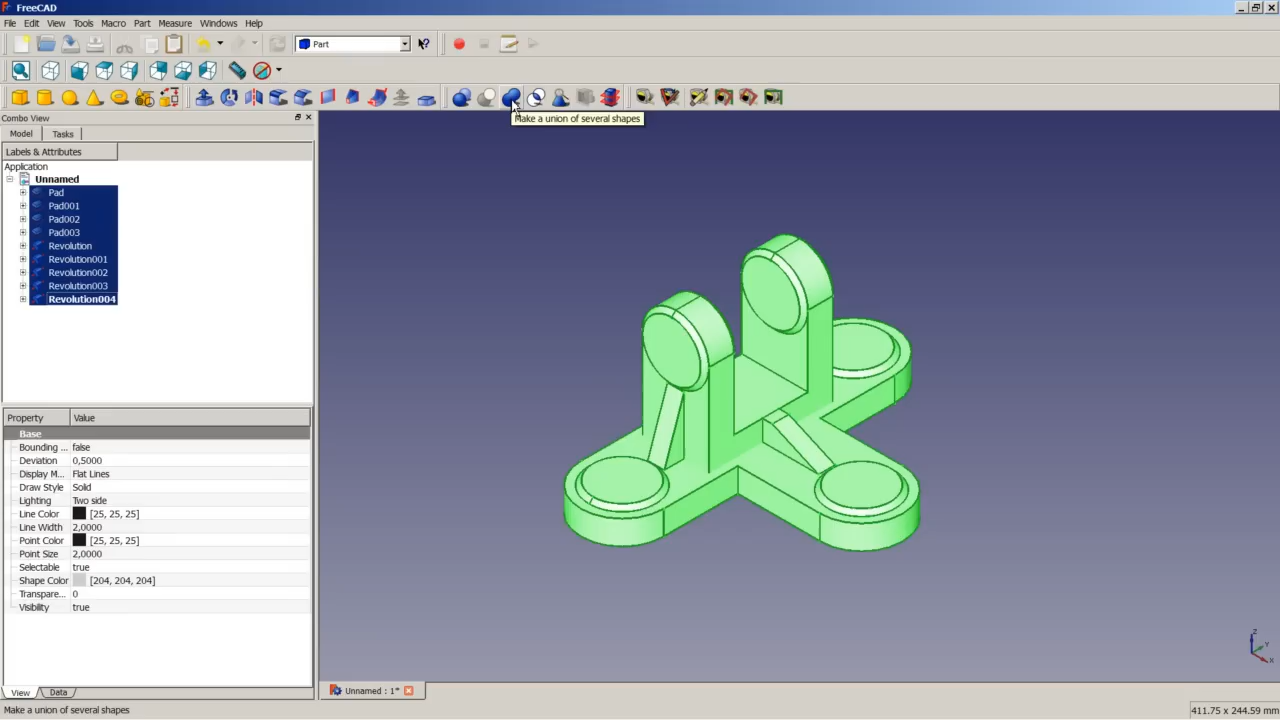 FreeCAD
File Edit View Tools Macro Part Measure Windows Help
Part
Combo View
Make a union of several shapes
Model Tasks
Labels & Attributes
Application
Unnamed
Pad
Pad001
Pad002
Pad003
Revolution
Revolution001
Revolution002
Revolution003
Revolution004
Property Value
Base
Bounding ... false
Deviation 0,5000
Display M... Flat Lines
Draw Style Solid
Lighting Two side
Line Color [25, 25, 25]
Line Width 2,0000
Point Color [25, 25, 25]
Point Size 2,0000
Selectable true
Shape Color [204, 204, 204]
Transpare... 0
Visibility true
Z
Y
X
View Data
Unnamed : 1*
Make a union of several shapes
411.75 x 244.59 mm